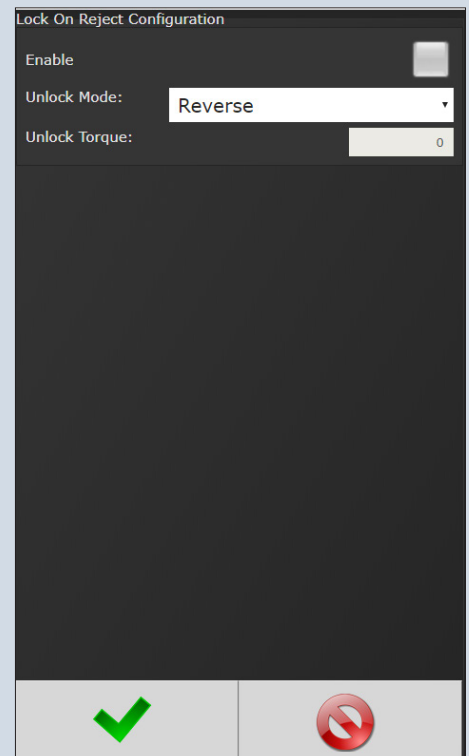 Lock On Reject Configuration
Enable
Unlock Mode: Reverse
Unlock Torque: 0